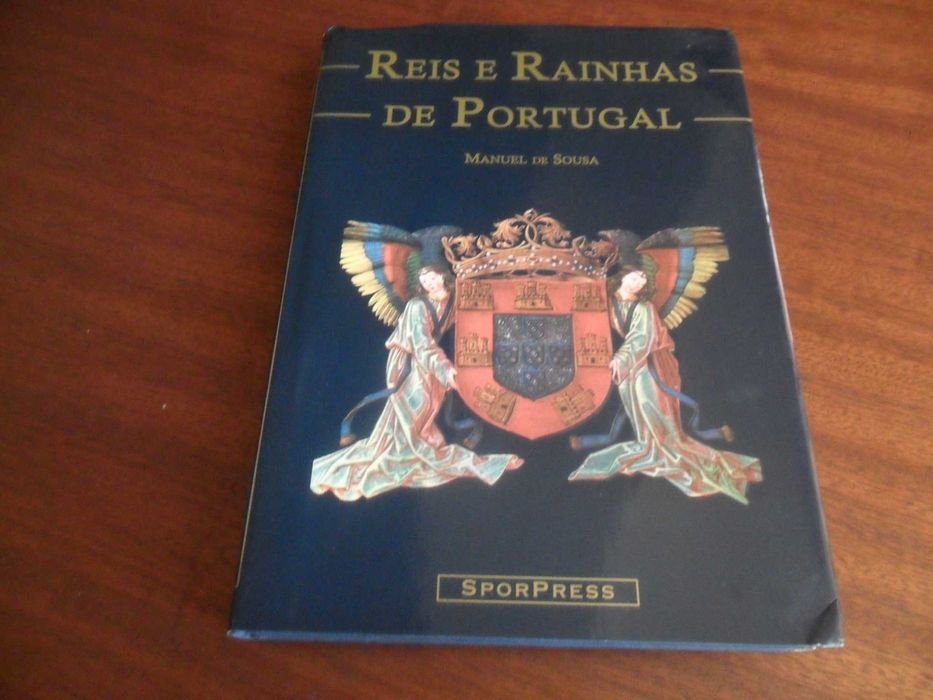 REIS E RAINHAS
DE PORTUGAL
MANUEL DE SOUSA
SPORPRESS